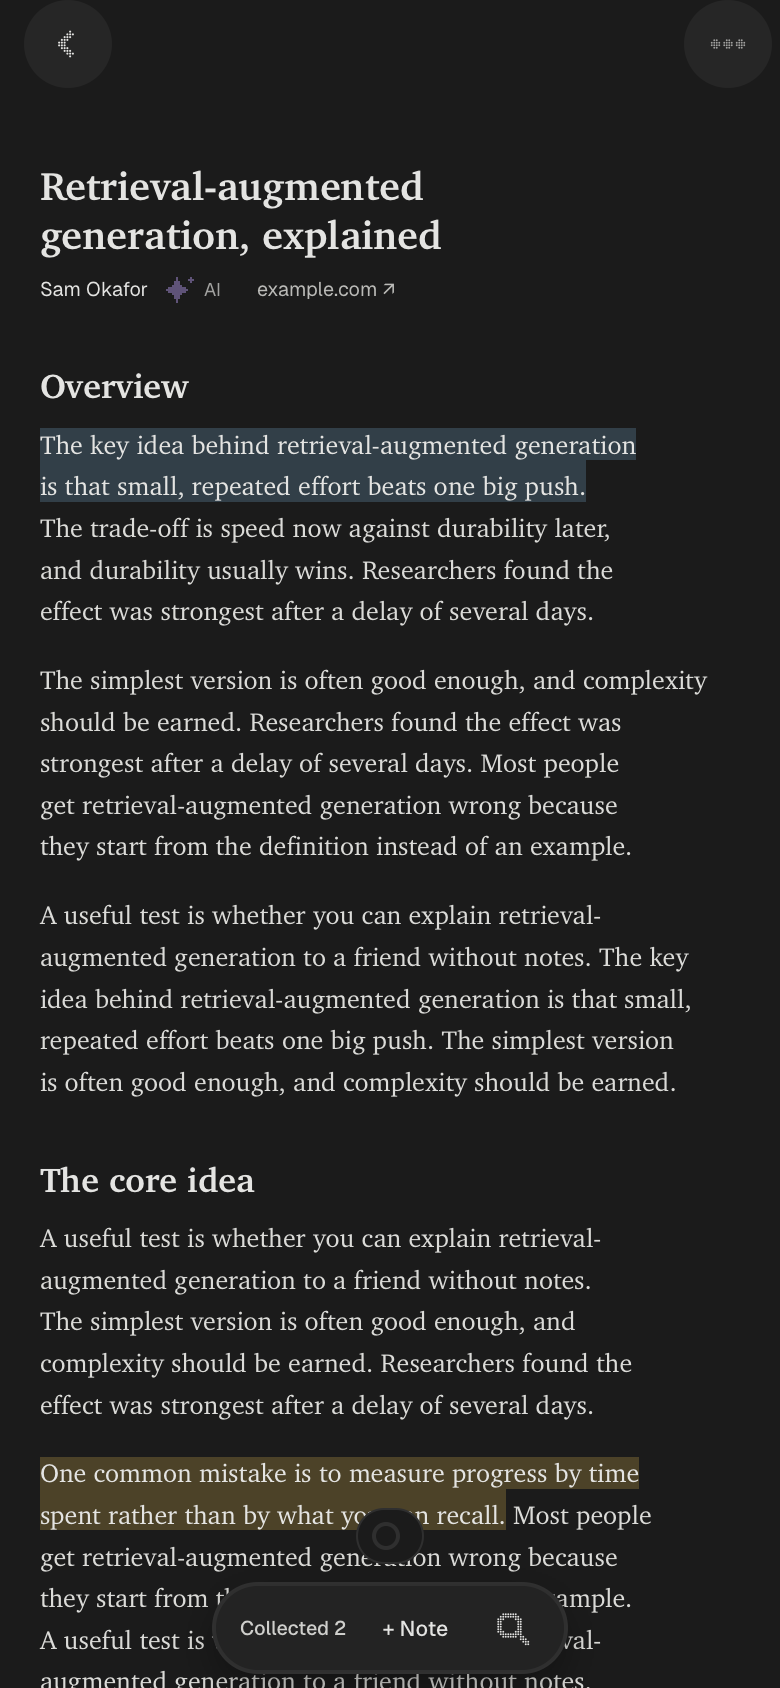 Retrieval-augmented
generation, explained
Sam Okafor AI example.com ↗
Overview
The key idea behind retrieval-augmented generation
is that small, repeated effort beats one big push.
The trade-off is speed now against durability later,
and durability usually wins. Researchers found the
effect was strongest after a delay of several days.
The simplest version is often good enough, and complexity
should be earned. Researchers found the effect was
strongest after a delay of several days. Most people
get retrieval-augmented generation wrong because
they start from the definition instead of an example.
A useful test is whether you can explain retrieval-
augmented generation to a friend without notes. The key
idea behind retrieval-augmented generation is that small,
repeated effort beats one big push. The simplest version
is often good enough, and complexity should be earned.
The core idea
A useful test is whether you can explain retrieval-
augmented generation to a friend without notes.
The simplest version is often good enough, and
complexity should be earned. Researchers found the
effect was strongest after a delay of several days.
One common mistake is to measure progress by time
spent rather than by what recall. Most people
get retrieval-augmented generation wrong because
they start from
A useful test is
augmented generation to a friend without notes.
Collected 2 + Note